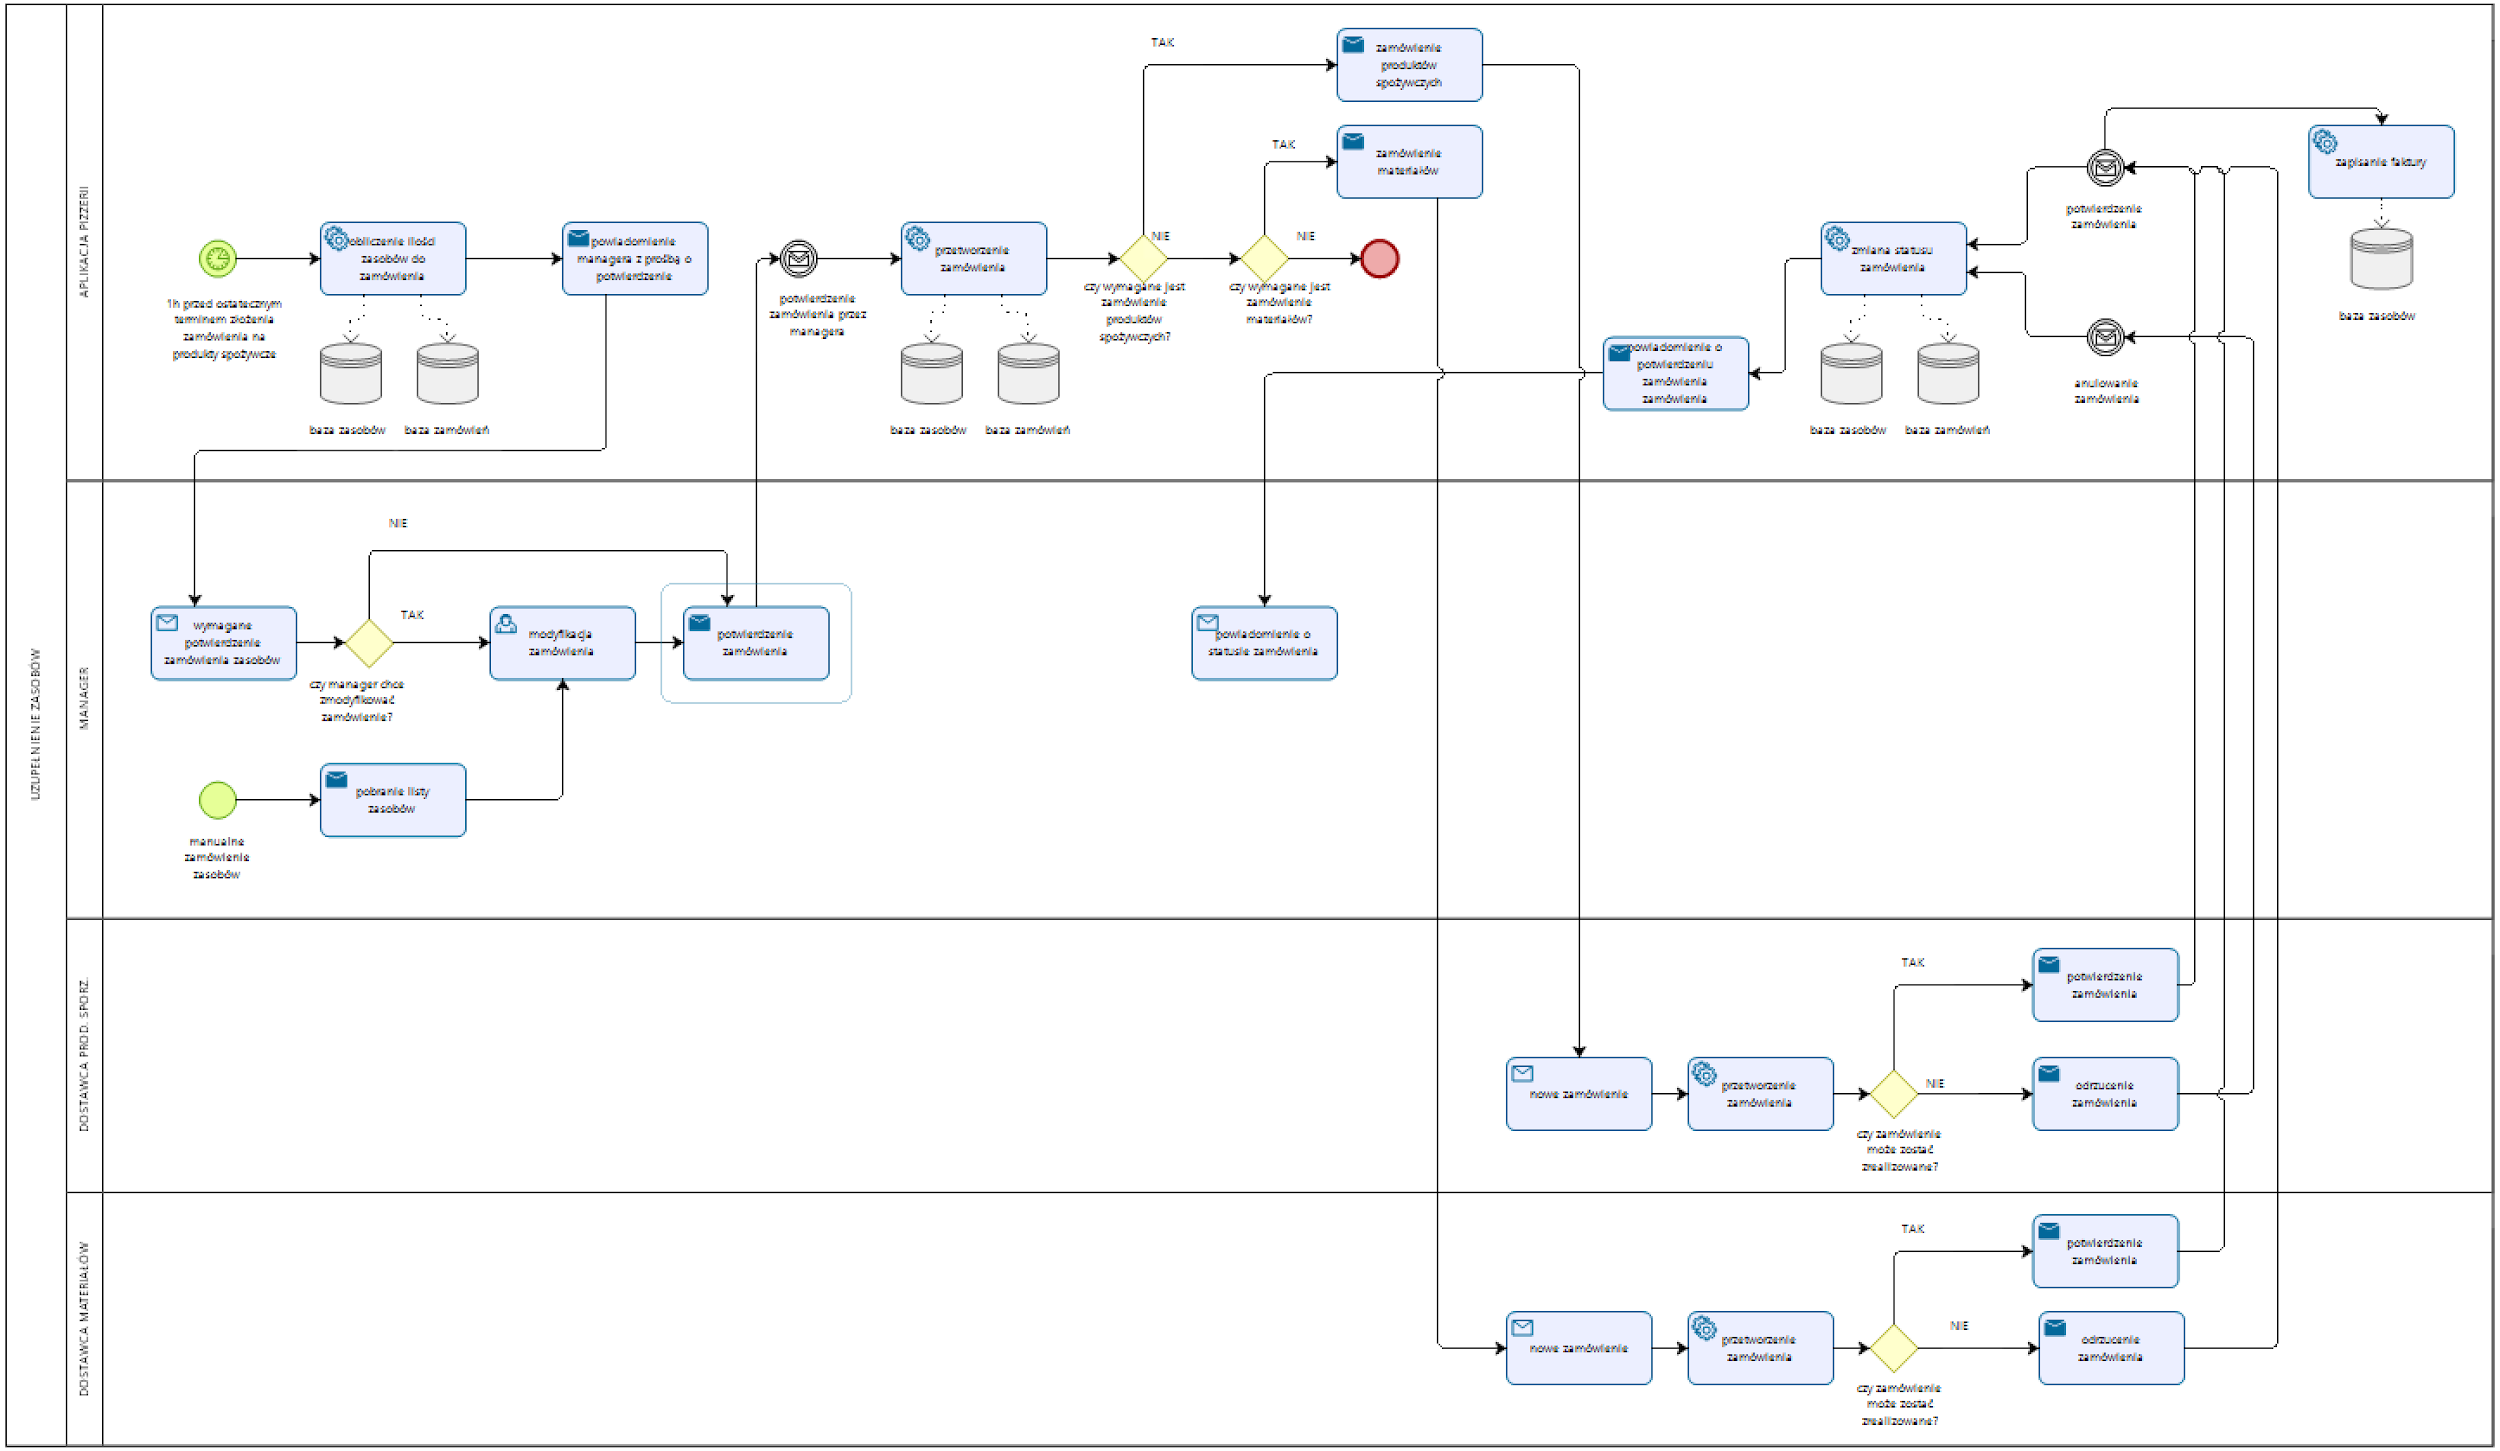 UZUPEŁNIENIE ZASOBÓW
APLIKACJA PIZZERII
TAK
zamówienie
produktów
spożywczych
TAK
zamówienie
materiałów
zapisanie faktury
potwierdzenie
zamówienia
obliczenie ilości
zasobów do
zamówienia
powiadomienie
managera z prośbą o
potwierdzenie
przetworzenie
zamówienia
NIE
NIE
zmiana statusu
zamówienia
1h przed ostatecznym
terminem złożenia
zamówienia na
produkty spożywcze
potwierdzenie
zamówienia przez
managera
czy wymagane jest
zamówienie
produktów
spożywczych?
czy wymagane jest
zamówienie
materiałów?
baza zasobów
powiadomienie o
potwierdzeniu
zamówienia
zamówienia
anulowanie
zamówienia
baza zasobów
baza zamówień
baza zasobów
baza zamówień
baza zasobów
baza zamówień
MANAGER
NIE
TAK
wymagane
potwierdzenie
zamówienia zasobów
modyfikacja
zamówienia
potwierdzenie
zamówienia
powiadomienie o
statusie zamówienia
czy manager chce
zmodyfikować
zamówienie?
pobranie listy
zasobów
manualne
zamówienie
zasobów
DOSTAWCA PROD. SPORZ.
TAK
potwierdzenie
zamówienia
nowe zamówienie
przetworzenie
zamówienia
NIE
odrzucenie
zamówienia
czy zamówienie
może zostać
zrealizowane?
DOSTAWCA MATERIAŁÓW
TAK
potwierdzenie
zamówienia
nowe zamówienie
przetworzenie
zamówienia
NIE
odrzucenie
zamówienia
czy zamówienie
może zostać
zrealizowane?